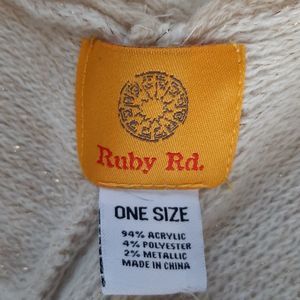 Ruby Rd.
ONE SIZE
94% ACRYLIC
4% POLYESTER
2% METALLIC
MADE IN CHINA